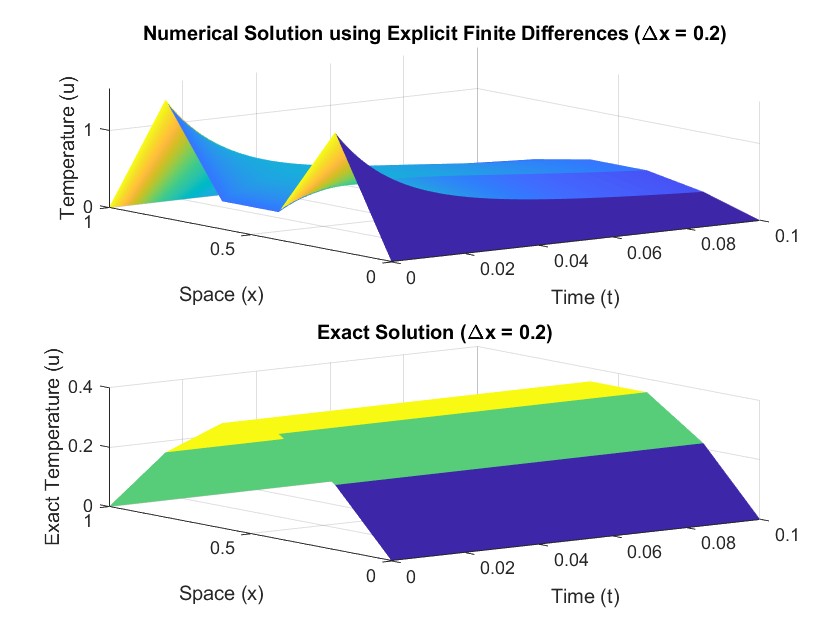 Numerical Solution using Explicit Finite Differences (Δx = 0.2)
Temperature (u)
1
0
1
0.5
0
Space (x)
0
0.02
0.04
0.06
0.08
0.1
Time (t)
Exact Solution (Δx = 0.2)
Exact Temperature (u)
0.4
0.2
0
1
0.5
0
Space (x)
0
0.02
0.04
0.06
0.08
0.1
Time (t)